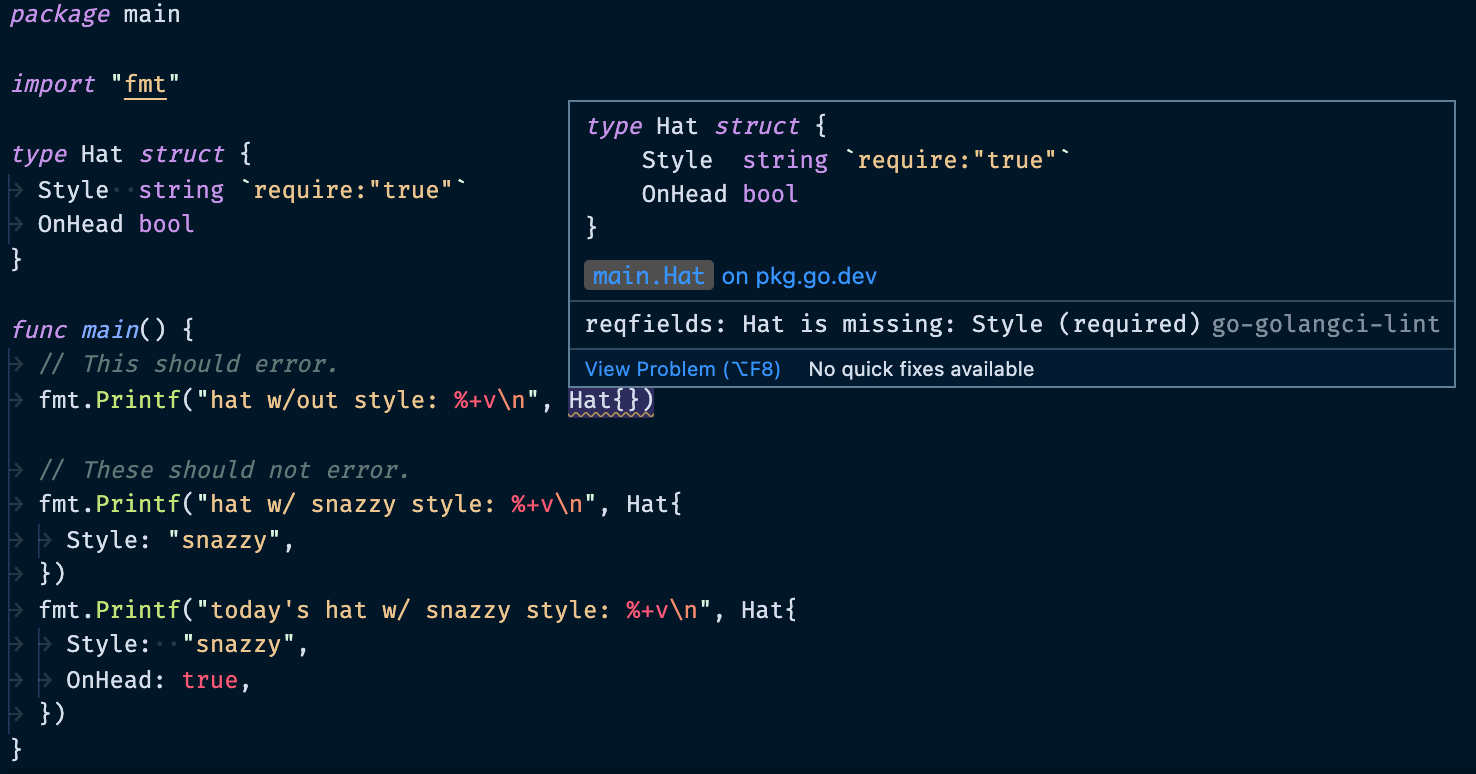 package main
import "fmt"
type Hat struct {
Style string `require:"true"`
OnHead bool
}
func main() {
// This should error.
fmt.Printf("hat w/out style: %+v\n", Hat{})
// These should not error.
fmt.Printf("hat w/ snazzy style: %+v\n", Hat{
Style: "snazzy",
})
fmt.Printf("today's hat w/ snazzy style: %+v\n", Hat{
Style: "snazzy",
OnHead: true,
})
}
type Hat struct {
Style string `require:"true"`
OnHead bool
}
main.Hat on pkg.go.dev
reqfields: Hat is missing: Style (required) go-golangci-lint
View Problem (⌥F8) No quick fixes available